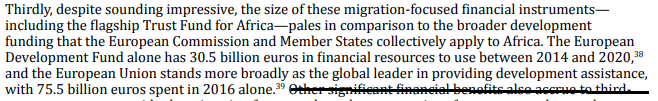 Thirdly, despite sounding impressive, the size of these migration-focused financial instruments—
including the flagship Trust Fund for Africa—pales in comparison to the broader development
funding that the European Commission and Member States collectively apply to Africa. The European
Development Fund alone has 30.5 billion euros in financial resources to use between 2014 and 2020,³⁸
and the European Union stands more broadly as the global leader in providing development assistance,
with 75.5 billion euros spent in 2016 alone.³⁹ Other significant financial benefits also accrue to third-